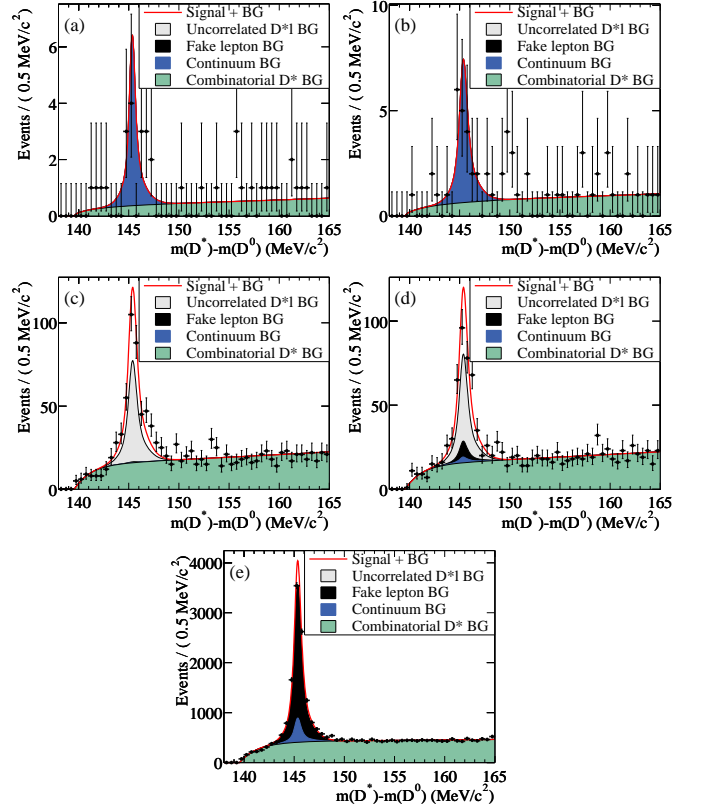 (a)
Signal + BG
Uncorrelated D*l BG
Fake lepton BG
Continuum BG
Combinatorial D* BG
Events / ( 0.5 MeV/c²)
0 2 4 6
140 145 150 155 160 165
m(D*)-m(D⁰) (MeV/c²)
(b)
Signal + BG
Uncorrelated D*l BG
Fake lepton BG
Continuum BG
Combinatorial D* BG
Events / ( 0.5 MeV/c²)
0 5 10
140 145 150 155 160 165
m(D*)-m(D⁰) (MeV/c²)
(c)
Signal + BG
Uncorrelated D*l BG
Fake lepton BG
Continuum BG
Combinatorial D* BG
Events / ( 0.5 MeV/c²)
0 50 100
140 145 150 155 160 165
m(D*)-m(D⁰) (MeV/c²)
(d)
Signal + BG
Uncorrelated D*l BG
Fake lepton BG
Continuum BG
Combinatorial D* BG
Events / ( 0.5 MeV/c²)
0 50 100
140 145 150 155 160 165
m(D*)-m(D⁰) (MeV/c²)
(e)
Signal + BG
Uncorrelated D*l BG
Fake lepton BG
Continuum BG
Combinatorial D* BG
Events / ( 0.5 MeV/c²)
0 1000 2000 3000 4000
140 145 150 155 160 165
m(D*)-m(D⁰) (MeV/c²)